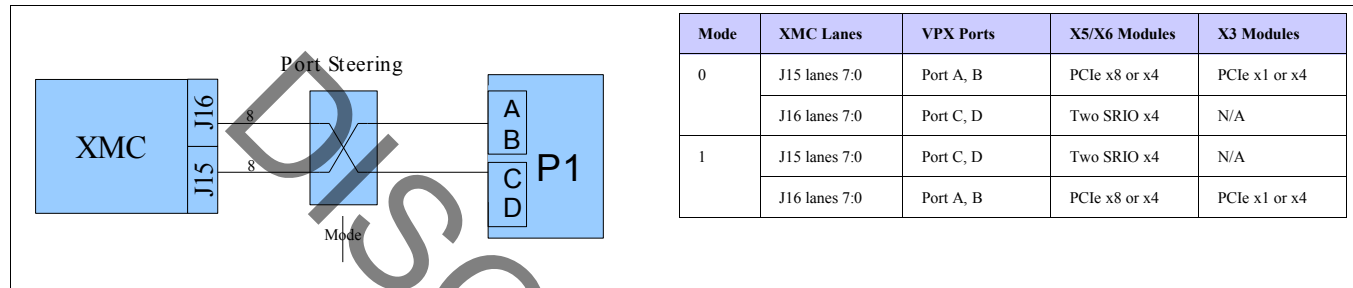 Port Steering
XMC
J16
J15
8
8
Mode
A
B
C
D
P1
DISC
Mode XMC Lanes VPX Ports X5/X6 Modules X3 Modules
0 J15 lanes 7:0 Port A, B PCIe x8 or x4 PCIe x1 or x4
J16 lanes 7:0 Port C, D Two SRIO x4 N/A
1 J15 lanes 7:0 Port C, D Two SRIO x4 N/A
J16 lanes 7:0 Port A, B PCIe x8 or x4 PCIe x1 or x4